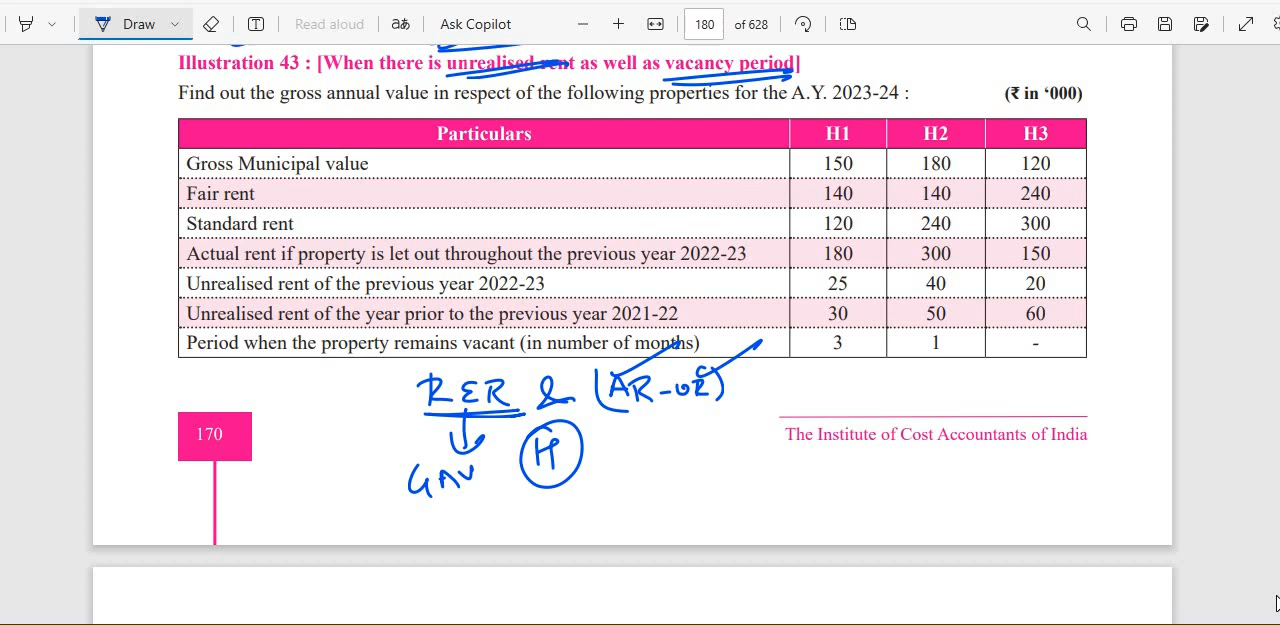 Draw Read aloud aあ Ask Copilot 180 of 628
Illustration 43 : [When there is unrealised rent as well as vacancy period]
Find out the gross annual value in respect of the following properties for the A.Y. 2023-24 : (₹ in ‘000)
Particulars H1 H2 H3
Gross Municipal value 150 180 120
Fair rent 140 140 240
Standard rent 120 240 300
Actual rent if property is let out throughout the previous year 2022-23 180 300 150
Unrealised rent of the previous year 2022-23 25 40 20
Unrealised rent of the year prior to the previous year 2021-22 30 50 60
Period when the property remains vacant (in number of months) 3 1 -
RER & (AR-UR)
170 The Institute of Cost Accountants of India
H
GAV